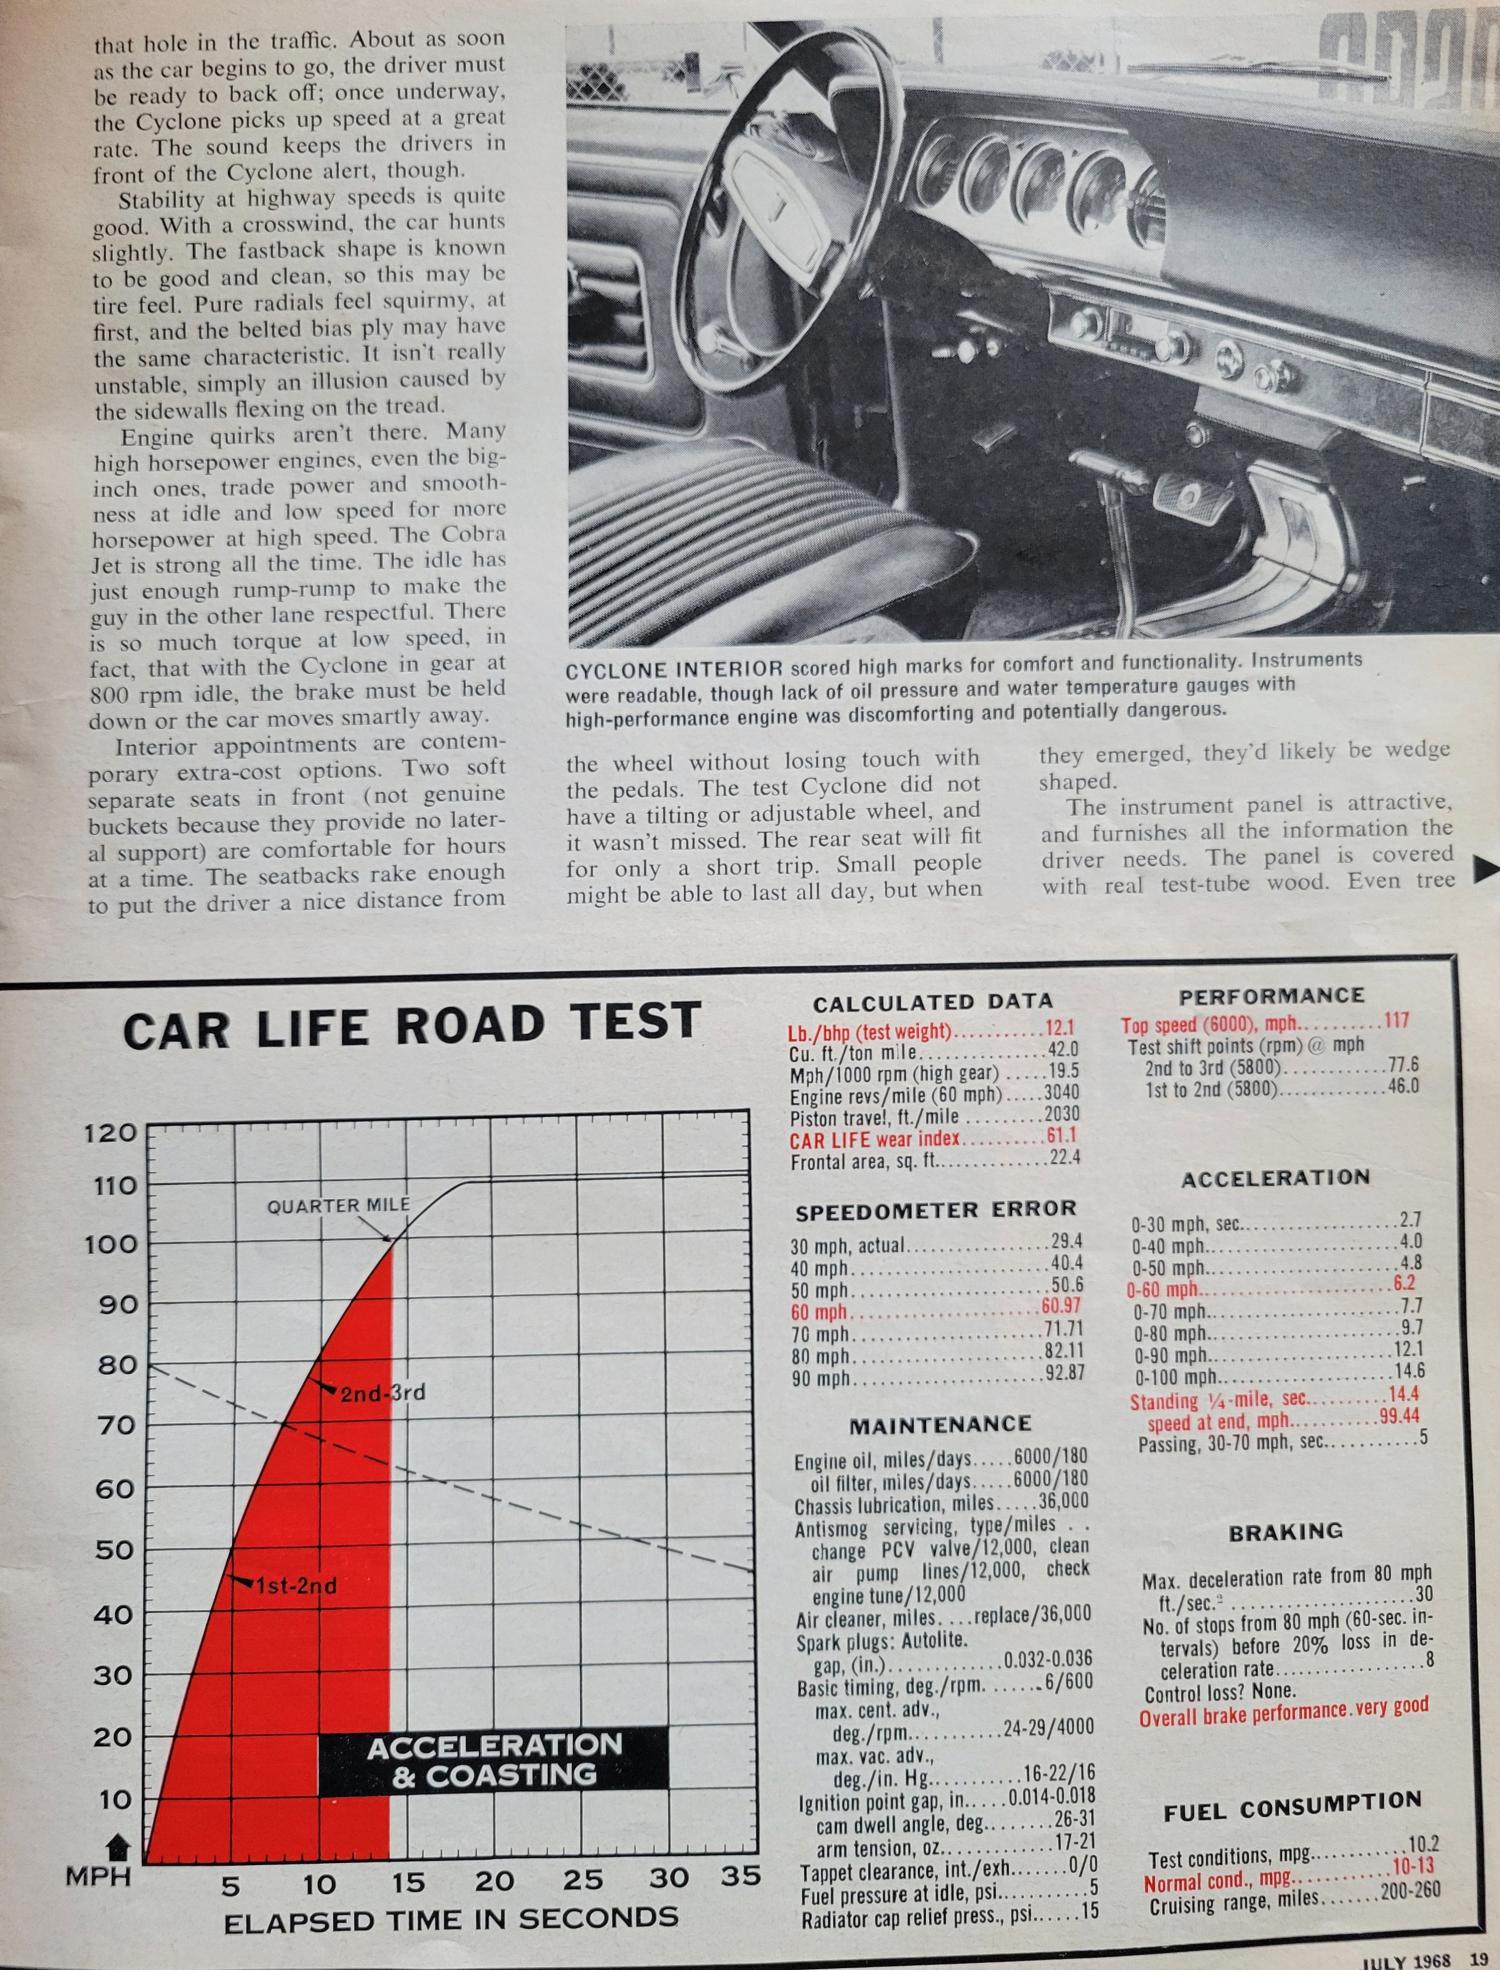 that hole in the traffic. About as soon
as the car begins to go, the driver must
be ready to back off; once underway,
the Cyclone picks up speed at a great
rate. The sound keeps the drivers in
front of the Cyclone alert, though.
Stability at highway speeds is quite
good. With a crosswind, the car hunts
slightly. The fastback shape is known
to be good and clean, so this may be
tire feel. Pure radials feel squirmy, at
first, and the belted bias ply may have
the same characteristic. It isn't really
unstable, simply an illusion caused by
the sidewalls flexing on the tread.
Engine quirks aren't there. Many
high horsepower engines, even the big-
inch ones, trade power and smooth-
ness at idle and low speed for more
horsepower at high speed. The Cobra
Jet is strong all the time. The idle has
just enough rump-rump to make the
guy in the other lane respectful. There
is so much torque at low speed, in
fact, that with the Cyclone in gear at
800 rpm idle, the brake must be held
down or the car moves smartly away.
Interior appointments are contem-
porary extra-cost options. Two soft
separate seats in front (not genuine
buckets because they provide no later-
al support) are comfortable for hours
at a time. The seatbacks rake enough
to put the driver a nice distance from
CYCLONE INTERIOR scored high marks for comfort and functionality. Instruments
were readable, though lack of oil pressure and water temperature gauges with
high-performance engine was discomforting and potentially dangerous.
the wheel without losing touch with
the pedals. The test Cyclone did not
have a tilting or adjustable wheel, and
it wasn't missed. The rear seat will fit
for only a short trip. Small people
might be able to last all day, but when
they emerged, they'd likely be wedge
shaped.
The instrument panel is attractive,
and furnishes all the information the
driver needs. The panel is covered
with real test-tube wood. Even tree
CAR LIFE ROAD TEST
120
110
100
90
80
70
60
50
40
30
20
10
MPH
QUARTER MILE
2nd-3rd
1st-2nd
ACCELERATION
& COASTING
5 10 15 20 25 30 35
ELAPSED TIME IN SECONDS
CALCULATED DATA
Lb./bhp (test weight)..........12.1
Cu. ft./ton mile..............42.0
Mph/1000 rpm (high gear) .....19.5
Engine revs/mile (60 mph).....3040
Piston travel, ft./mile .........2030
CAR LIFE wear index..........61.1
Frontal area, sq. ft.............22.4
SPEEDOMETER ERROR
30 mph, actual................29.4
40 mph......................40.4
50 mph......................50.6
60 mph.....................60.97
70 mph.....................71.71
80 mph.....................82.11
90 mph.....................92.87
MAINTENANCE
Engine oil, miles/days.....6000/180
oil filter, miles/days.....6000/180
Chassis lubrication, miles.....36,000
Antismog servicing, type/miles . .
change PCV valve/12,000, clean
air pump lines/12,000, check
engine tune/12,000
Air cleaner, miles....replace/36,000
Spark plugs: Autolite.
gap, (in.)............0.032-0.036
Basic timing, deg./rpm. .......6/600
max. cent. adv.,
deg./rpm..........24-29/4000
max. vac. adv.,
deg./in. Hg...........16-22/16
Ignition point gap, in.....0.014-0.018
cam dwell angle, deg........26-31
arm tension, oz.............17-21
Tappet clearance, int./exh.......0/0
Fuel pressure at idle, psi..........5
Radiator cap relief press., psi......15
PERFORMANCE
Top speed (6000), mph..........117
Test shift points (rpm) @ mph
2nd to 3rd (5800)............77.6
1st to 2nd (5800)............46.0
ACCELERATION
0-30 mph, sec.................2.7
0-40 mph....................4.0
0-50 mph....................4.8
0-60 mph....................6.2
0-70 mph....................7.7
0-80 mph....................9.7
0-90 mph...................12.1
0-100 mph..................14.6
Standing ¼-mile, sec.........14.4
speed at end, mph.........99.44
Passing, 30-70 mph, sec...........5
BRAKING
Max. deceleration rate from 80 mph
ft./sec.² ....................30
No. of stops from 80 mph (60-sec. in-
tervals) before 20% loss in de-
celeration rate................8
Control loss? None.
Overall brake performance.very good
FUEL CONSUMPTION
Test conditions, mpg...........10.2
Normal cond., mpg...........10-13
Cruising range, miles.......200-260
JULY 1968 19